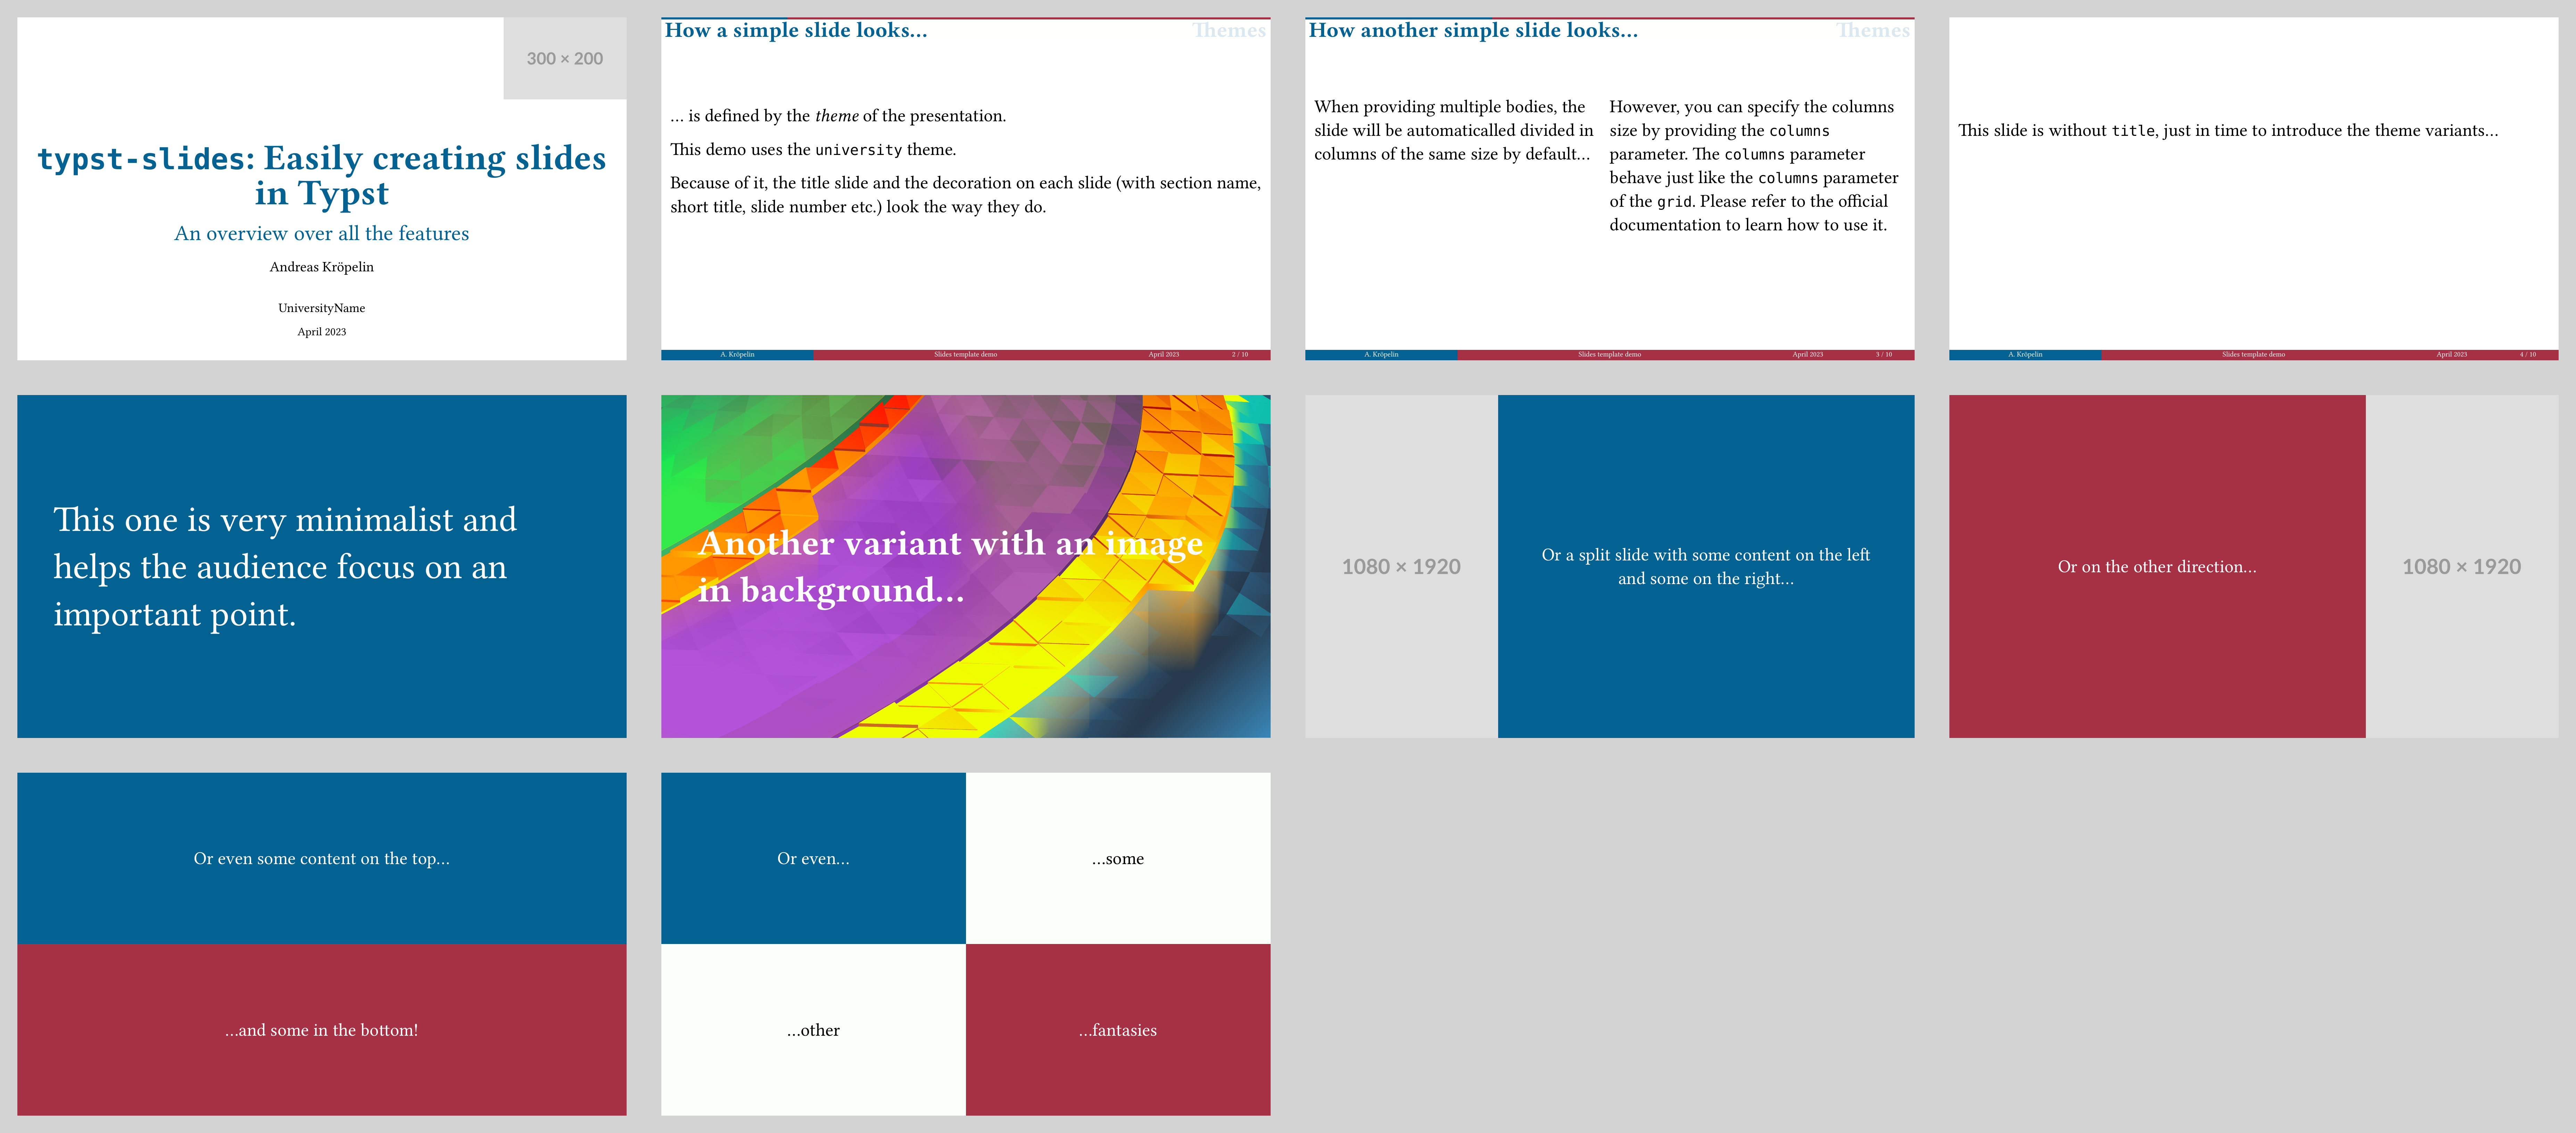 300 × 200
typst-slides: Easily creating slides
in Typst
An overview over all the features
Andreas Kröpelin
UniversityName
April 2023
How a simple slide looks...
Themes
... is defined by the theme of the presentation.
This demo uses the university theme.
Because of it, the title slide and the decoration on each slide (with section name,
short title, slide number etc.) look the way they do.
A. Kröpelin
Slides template demo
April 2023
2 / 10
How another simple slide looks...
Themes
When providing multiple bodies, the
slide will be automaticalled divided in
columns of the same size by default...
However, you can specify the columns
size by providing the columns
parameter. The columns parameter
behave just like the columns parameter
of the grid. Please refer to the official
documentation to learn how to use it.
A. Kröpelin
Slides template demo
April 2023
3 / 10
This slide is without title, just in time to introduce the theme variants...
A. Kröpelin
Slides template demo
April 2023
4 / 10
This one is very minimalist and
helps the audience focus on an
important point.
Another variant with an image
in background...
1080 × 1920
Or a split slide with some content on the left
and some on the right...
Or on the other direction...
1080 × 1920
Or even some content on the top...
...and some in the bottom!
Or even...
...some
...other
...fantasies